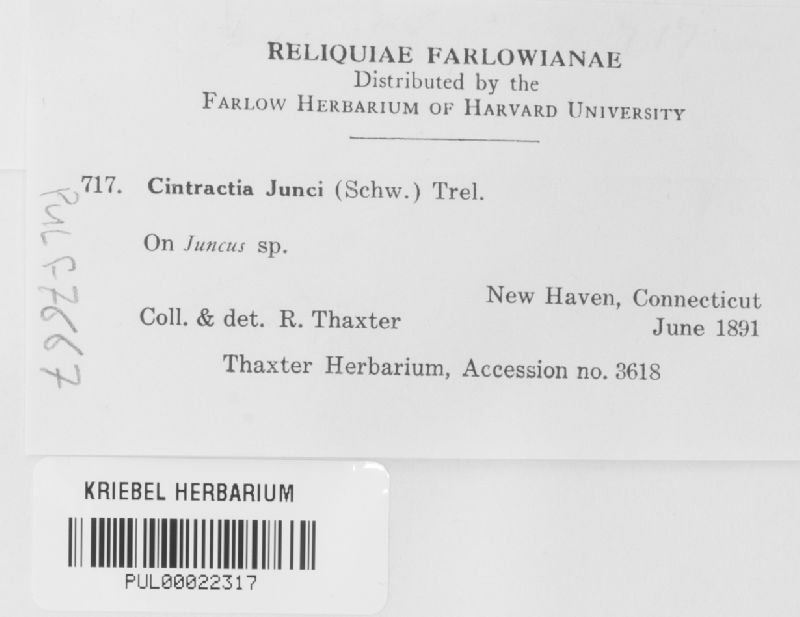 RELIQUIAE FARLOWIANAE
Distributed by the
FARLOW HERBARIUM OF HARVARD UNIVERSITY
717. Cintractia Junci (Schw.) Trel.
On Juncus sp.
New Haven, Connecticut
Coll. & det. R. Thaxter
June 1891
Thaxter Herbarium, Accession no. 3618
PUL F-7667
KRIEBEL HERBARIUM
PUL00022317